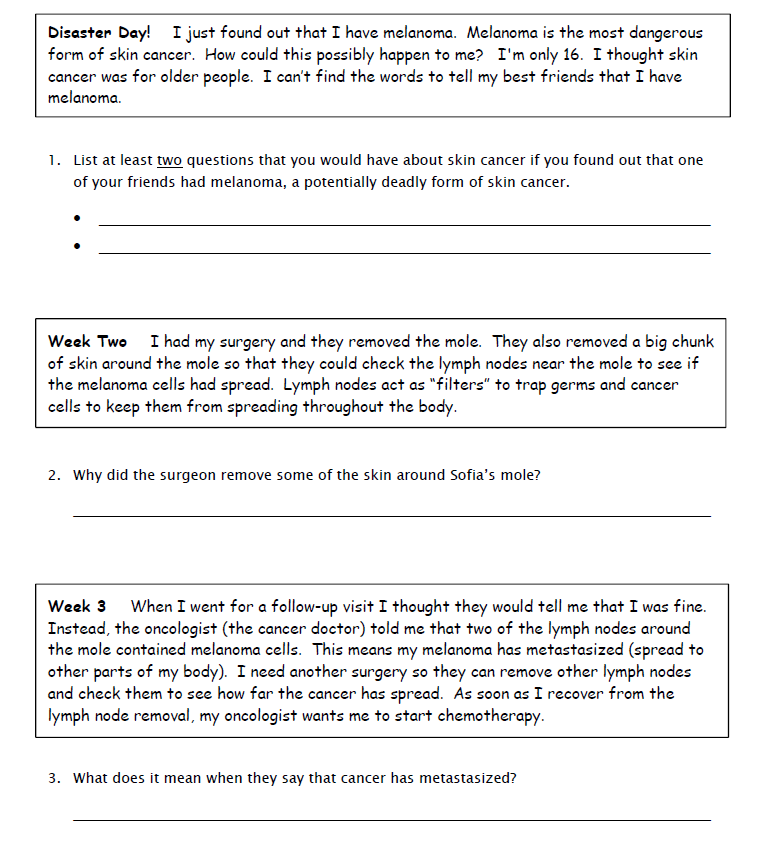 Disaster Day! I just found out that I have melanoma. Melanoma is the most dangerous
form of skin cancer. How could this possibly happen to me? I'm only 16. I thought skin
cancer was for older people. I can't find the words to tell my best friends that I have
melanoma.
1. List at least two questions that you would have about skin cancer if you found out that one
of your friends had melanoma, a potentially deadly form of skin cancer.
•
•
Week Two I had my surgery and they removed the mole. They also removed a big chunk
of skin around the mole so that they could check the lymph nodes near the mole to see if
the melanoma cells had spread. Lymph nodes act as "filters" to trap germs and cancer
cells to keep them from spreading throughout the body.
2. Why did the surgeon remove some of the skin around Sofia's mole?
Week 3 When I went for a follow-up visit I thought they would tell me that I was fine.
Instead, the oncologist (the cancer doctor) told me that two of the lymph nodes around
the mole contained melanoma cells. This means my melanoma has metastasized (spread to
other parts of my body). I need another surgery so they can remove other lymph nodes
and check them to see how far the cancer has spread. As soon as I recover from the
lymph node removal, my oncologist wants me to start chemotherapy.
3. What does it mean when they say that cancer has metastasized?